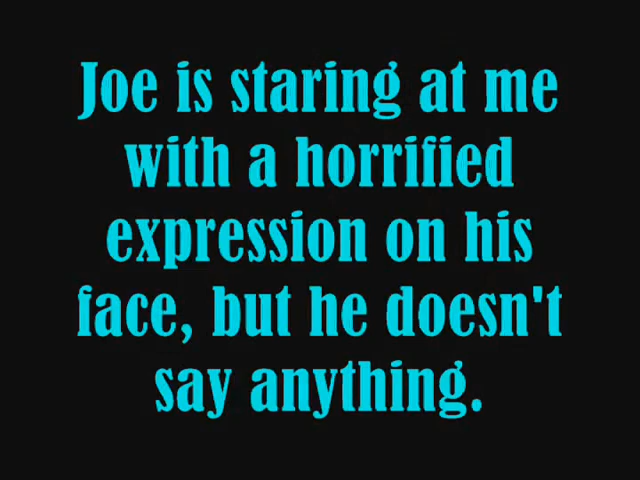 Joe is staring at me
with a horrified
expression on his
face, but he doesn't
say anything.